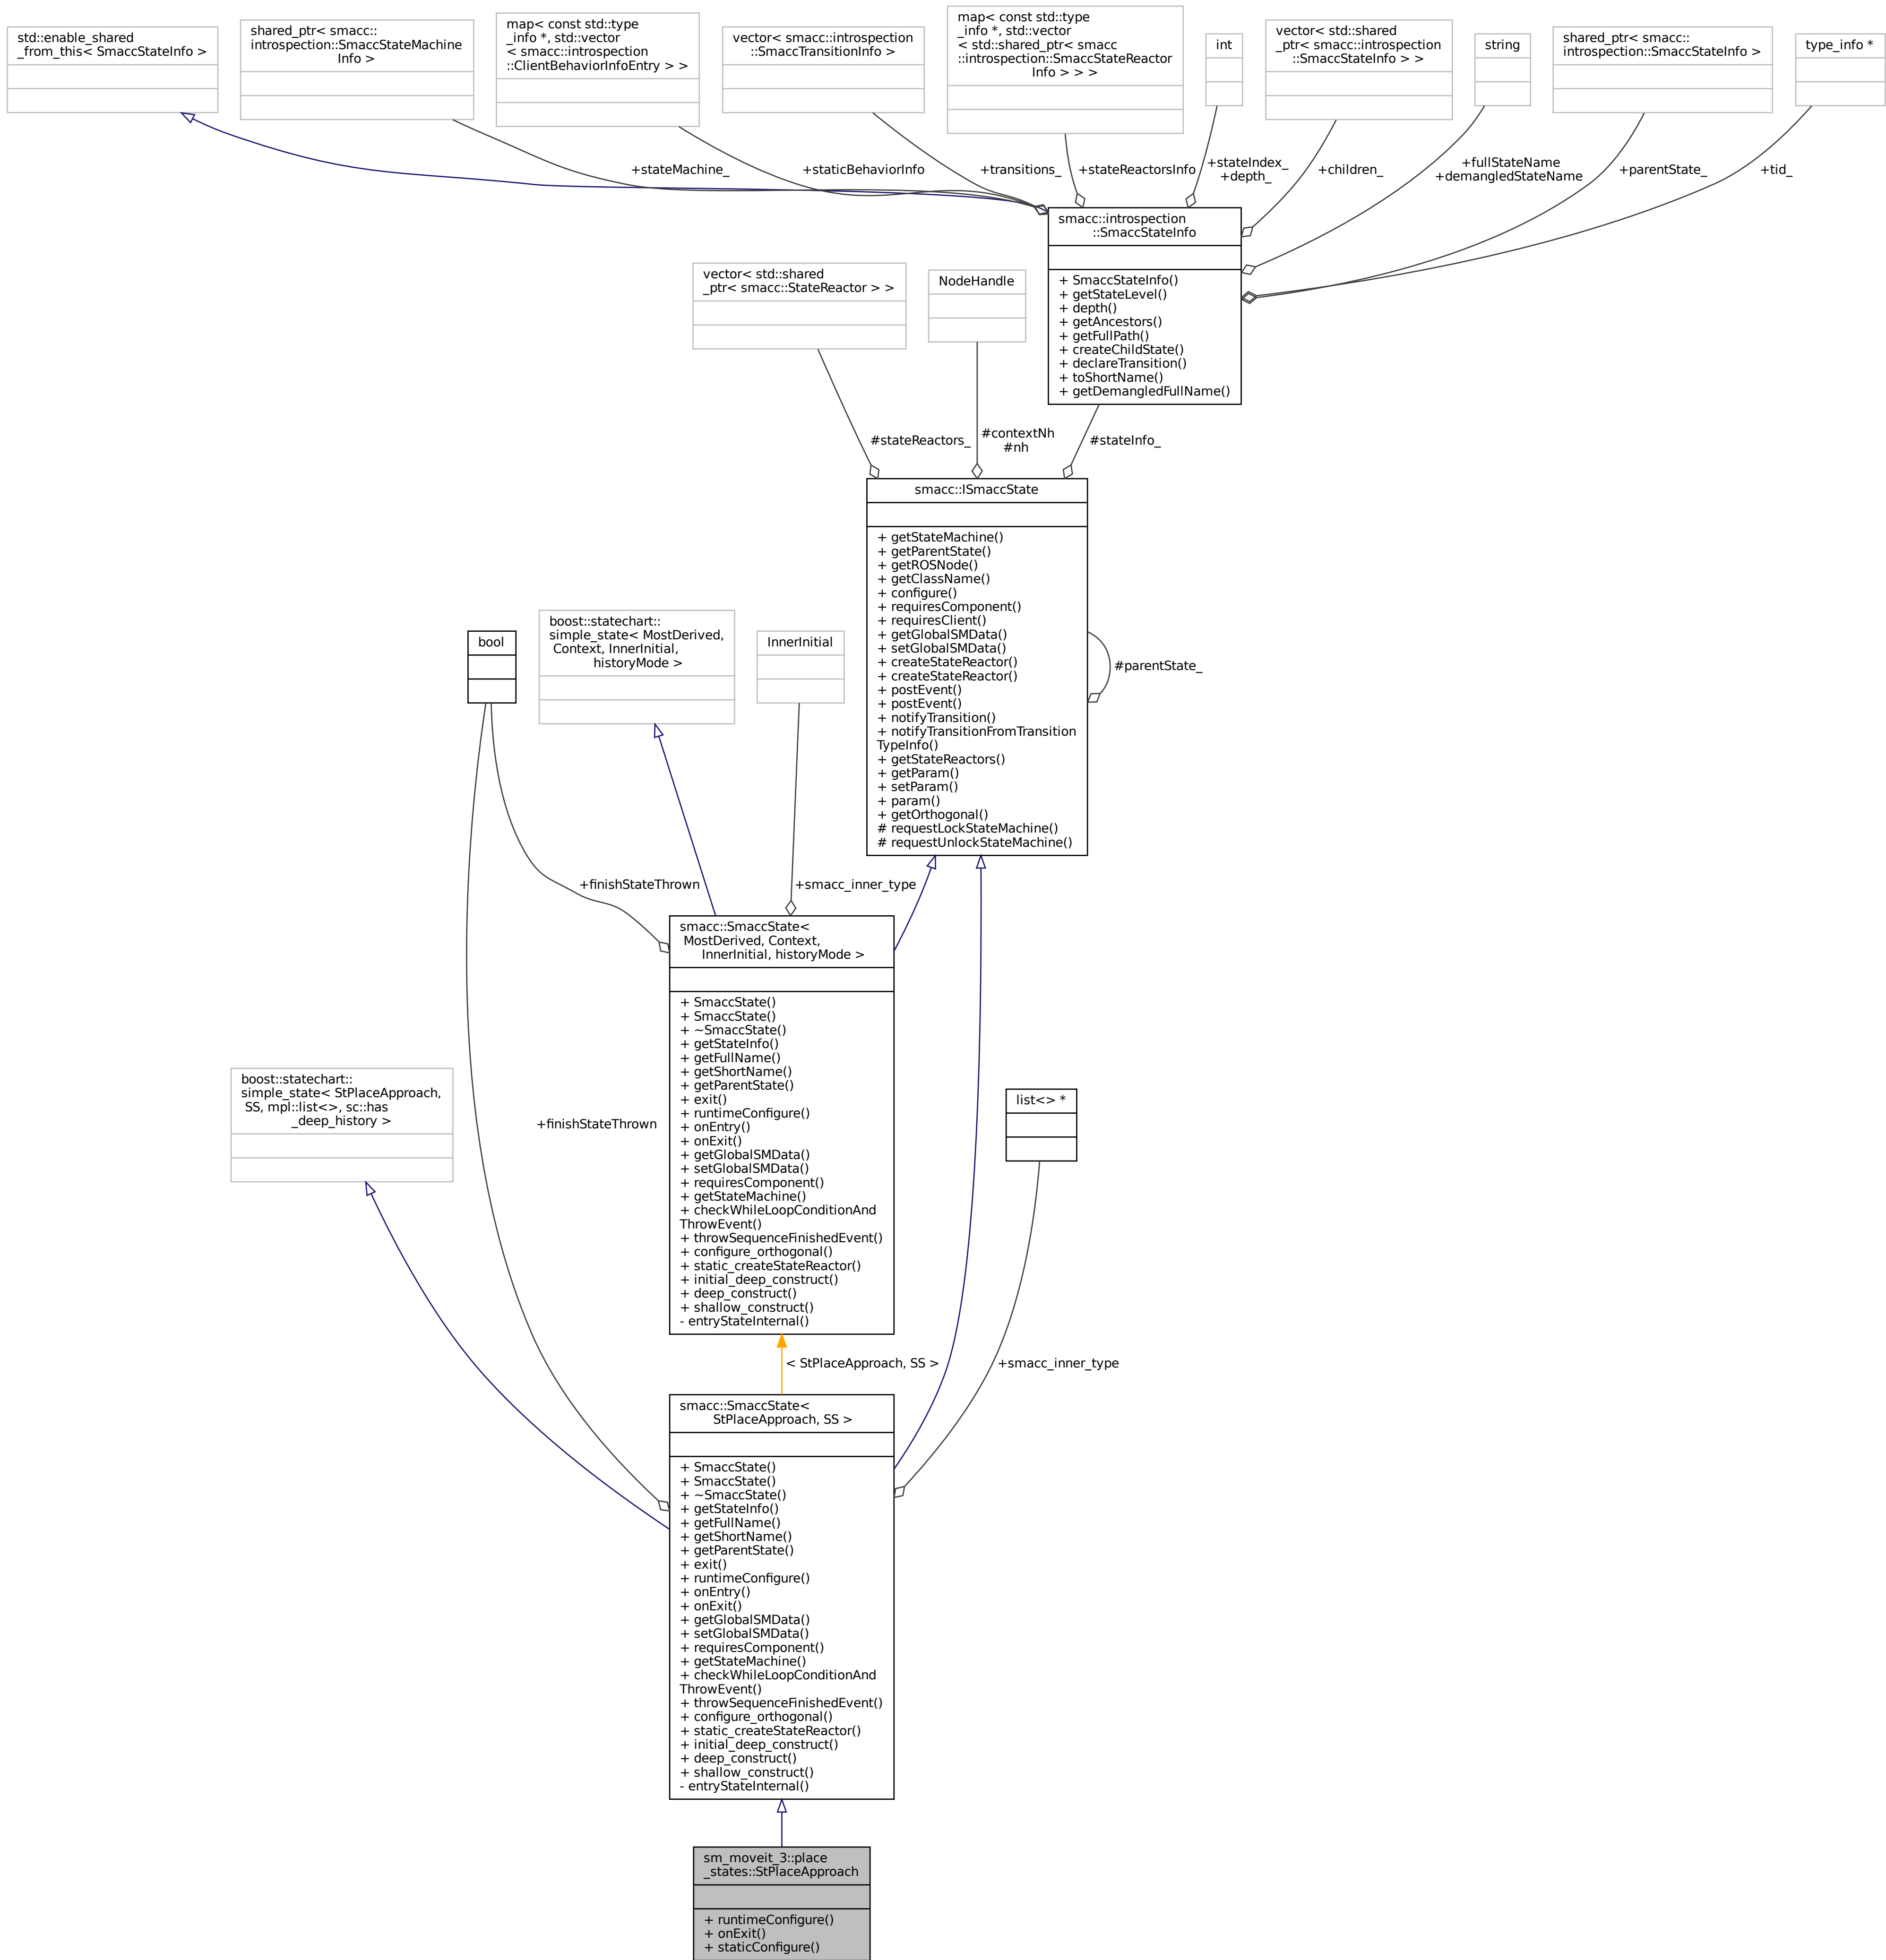 std::enable_shared
_from_this< SmaccStateInfo >
shared_ptr< smacc::
introspection::SmaccStateMachine
Info >
map< const std::type
_info *, std::vector
< smacc::introspection
::ClientBehaviorInfoEntry > >
vector< smacc::introspection
::SmaccTransitionInfo >
map< const std::type
_info *, std::vector
< std::shared_ptr< smacc
::introspection::SmaccStateReactor
Info > > >
int
vector< std::shared
_ptr< smacc::introspection
::SmaccStateInfo > >
string
shared_ptr< smacc::
introspection::SmaccStateInfo >
type_info *
+stateMachine_
+staticBehaviorInfo
+transitions_
+stateReactorsInfo
+stateIndex_
+depth_
+children_
+fullStateName
+demangledStateName
+parentState_
+tid_
smacc::introspection
::SmaccStateInfo
+ SmaccStateInfo()
+ getStateLevel()
+ depth()
+ getAncestors()
+ getFullPath()
+ createChildState()
+ declareTransition()
+ toShortName()
+ getDemangledFullName()
vector< std::shared
_ptr< smacc::StateReactor > >
NodeHandle
#stateReactors_
#contextNh
#nh
#stateInfo_
smacc::ISmaccState
+ getStateMachine()
+ getParentState()
+ getROSNode()
+ getClassName()
+ configure()
+ requiresComponent()
+ requiresClient()
+ getGlobalSMData()
+ setGlobalSMData()
+ createStateReactor()
+ createStateReactor()
+ postEvent()
+ postEvent()
+ notifyTransition()
+ notifyTransitionFromTransition
TypeInfo()
+ getStateReactors()
+ getParam()
+ setParam()
+ param()
+ getOrthogonal()
# requestLockStateMachine()
# requestUnlockStateMachine()
#parentState_
bool
boost::statechart::
simple_state< MostDerived,
Context, InnerInitial,
historyMode >
InnerInitial
+finishStateThrown
+smacc_inner_type
smacc::SmaccState<
MostDerived, Context,
InnerInitial, historyMode >
+ SmaccState()
+ SmaccState()
+ ~SmaccState()
+ getStateInfo()
+ getFullName()
+ getShortName()
+ getParentState()
+ exit()
+ runtimeConfigure()
+ onEntry()
+ onExit()
+ getGlobalSMData()
+ setGlobalSMData()
+ requiresComponent()
+ getStateMachine()
+ checkWhileLoopConditionAnd
ThrowEvent()
+ throwSequenceFinishedEvent()
+ configure_orthogonal()
+ static_createStateReactor()
+ initial_deep_construct()
+ deep_construct()
+ shallow_construct()
- entryStateInternal()
boost::statechart::
simple_state< StPlaceApproach,
SS, mpl::list<>, sc::has
_deep_history >
+finishStateThrown
list<> *
< StPlaceApproach, SS >
+smacc_inner_type
smacc::SmaccState<
StPlaceApproach, SS >
+ SmaccState()
+ SmaccState()
+ ~SmaccState()
+ getStateInfo()
+ getFullName()
+ getShortName()
+ getParentState()
+ exit()
+ runtimeConfigure()
+ onEntry()
+ onExit()
+ getGlobalSMData()
+ setGlobalSMData()
+ requiresComponent()
+ getStateMachine()
+ checkWhileLoopConditionAnd
ThrowEvent()
+ throwSequenceFinishedEvent()
+ configure_orthogonal()
+ static_createStateReactor()
+ initial_deep_construct()
+ deep_construct()
+ shallow_construct()
- entryStateInternal()
sm_moveit_3::place
_states::StPlaceApproach
+ runtimeConfigure()
+ onExit()
+ staticConfigure()